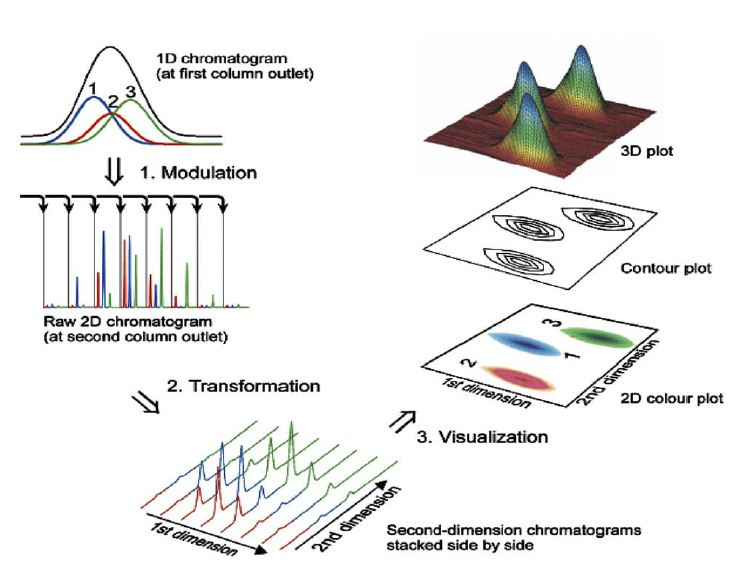 1D chromatogram
(at first column outlet)
1
2
3
1. Modulation
Raw 2D chromatogram
(at second column outlet)
2. Transformation
1st dimension
2nd dimension
Second-dimension chromatograms
stacked side by side
3. Visualization
3D plot
Contour plot
3
1
2
1st dimension
2nd dimension
2D colour plot